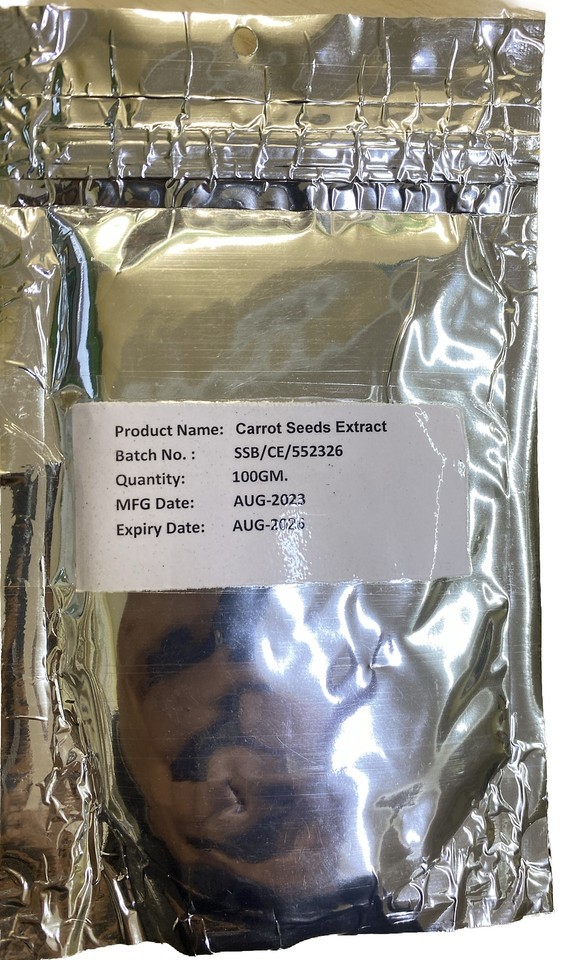 Product Name: Carrot Seeds Extract
Batch No. : SSB/CE/552326
Quantity: 100GM.
MFG Date: AUG-2023
Expiry Date: AUG-2026